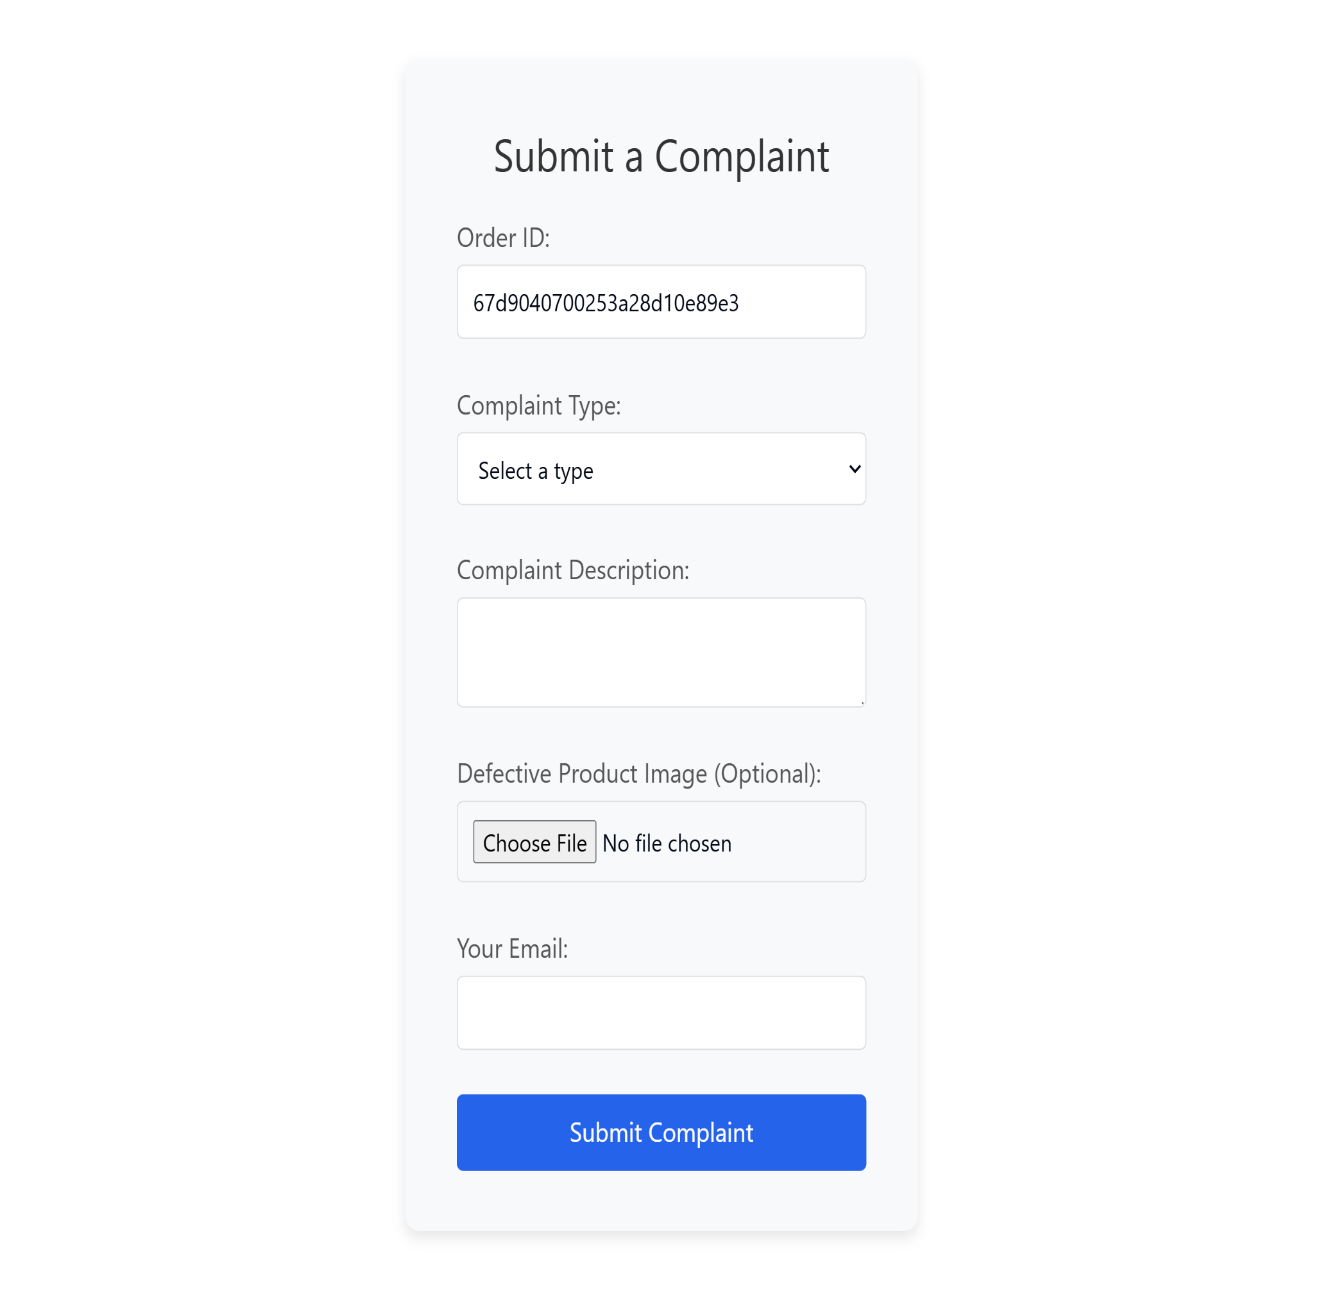 Submit a Complaint
Order ID:
67d9040700253a28d10e89e3
Complaint Type:
Select a type
Complaint Description:
Defective Product Image (Optional):
Choose File No file chosen
Your Email:
Submit Complaint